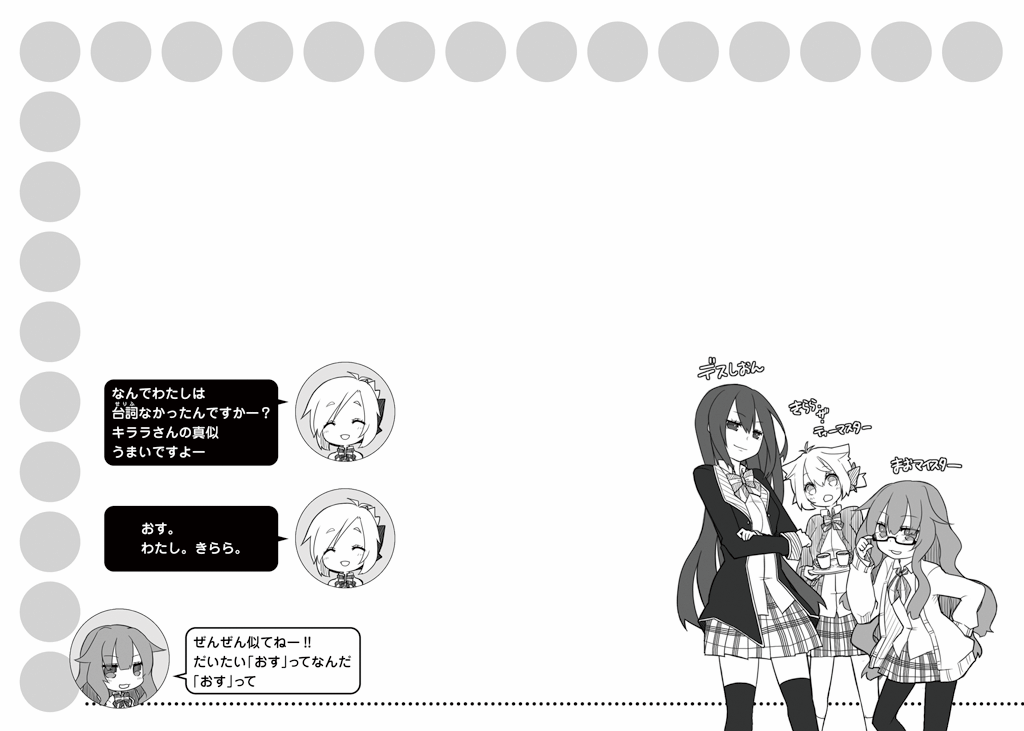 なんでわたしは
台詞なかったんですかー?
キララさんの真似
うまいですよー
おす。
わたし。きらら。
ぜんぜん似てねー!!
だいたい「おす」ってなんだ
「おす」って
デスしおん
きらら・ザ・
ティーマスター
まおマイスター